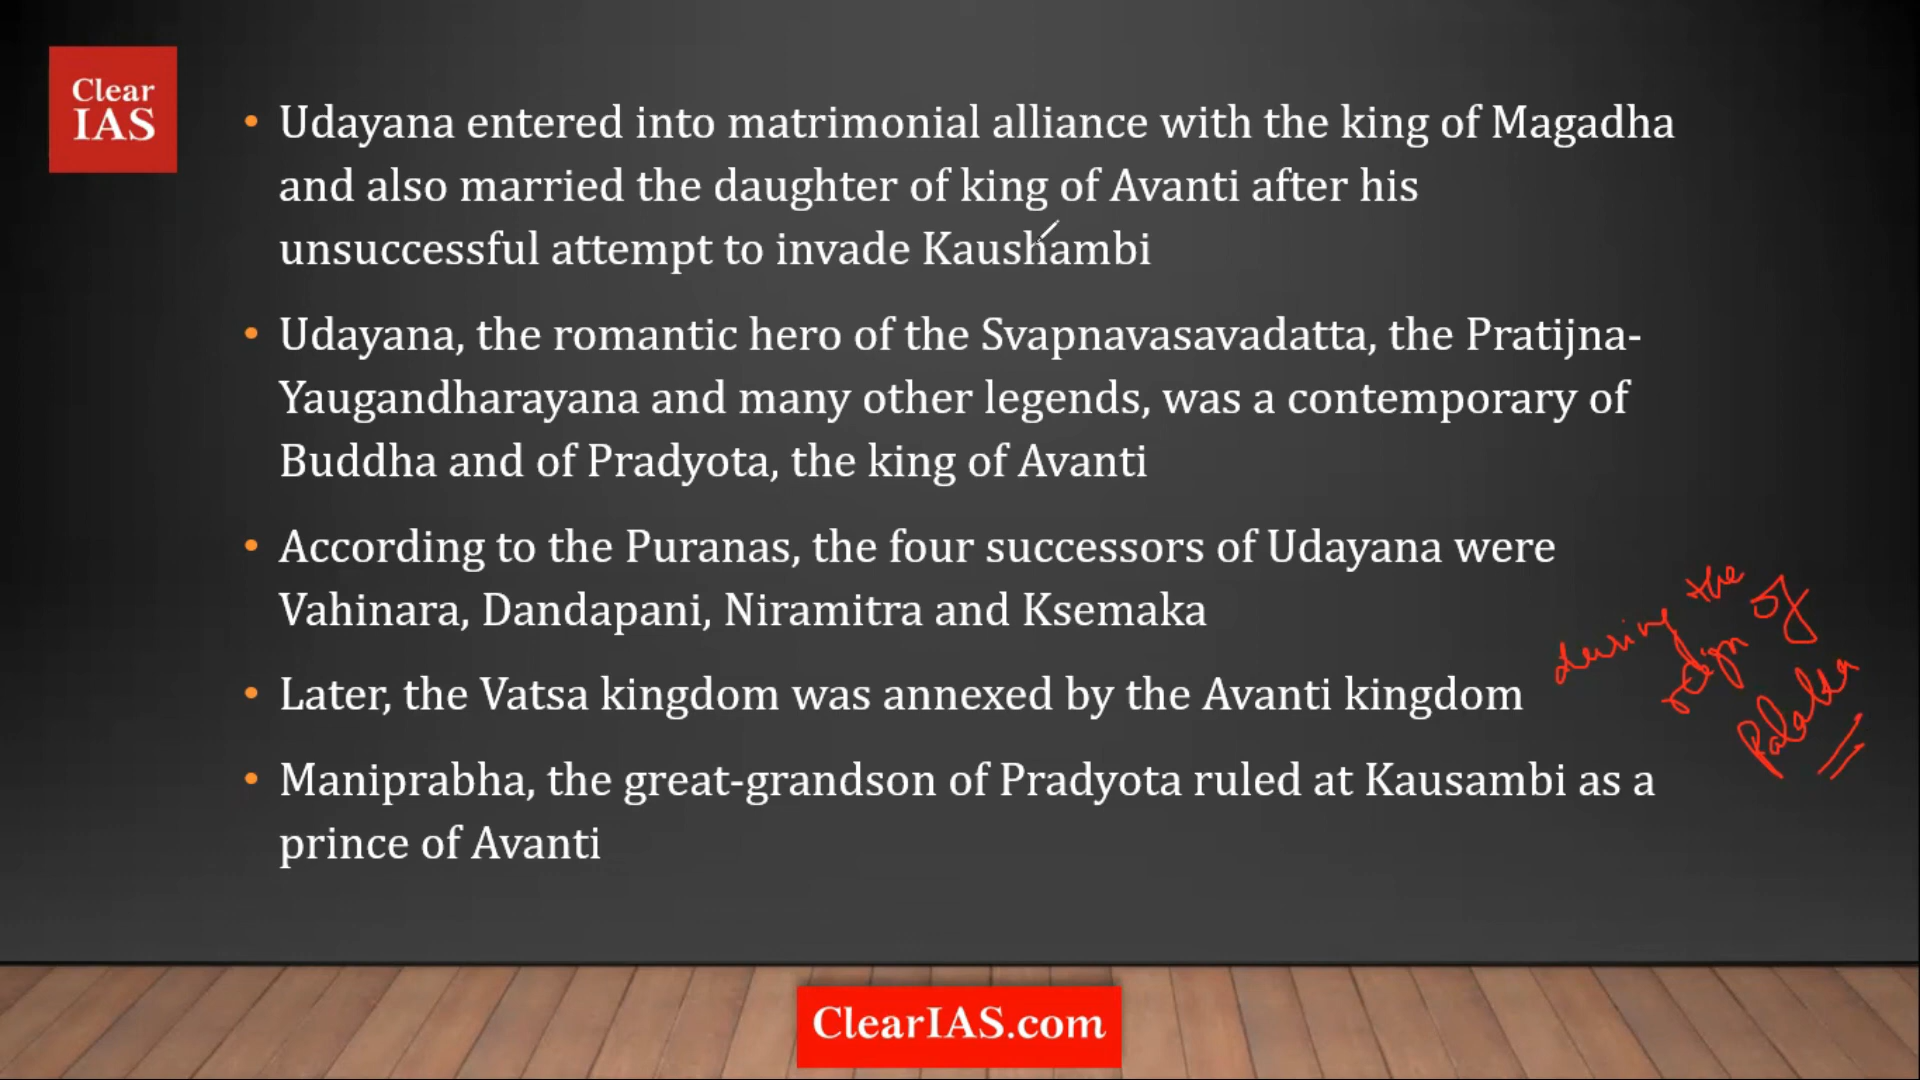 Clear
IAS
• Udayana entered into matrimonial alliance with the king of Magadha
and also married the daughter of king of Avanti after his
unsuccessful attempt to invade Kaushambi
• Udayana, the romantic hero of the Svapnavasavadatta, the Pratijna-
Yaugandharayana and many other legends, was a contemporary of
Buddha and of Pradyota, the king of Avanti
• According to the Puranas, the four successors of Udayana were
Vahinara, Dandapani, Niramitra and Ksemaka
• Later, the Vatsa kingdom was annexed by the Avanti kingdom
during the
reign of
• Maniprabha, the great-grandson of Pradyota ruled at Kausambi as a
prince of Avanti
ClearIAS.com